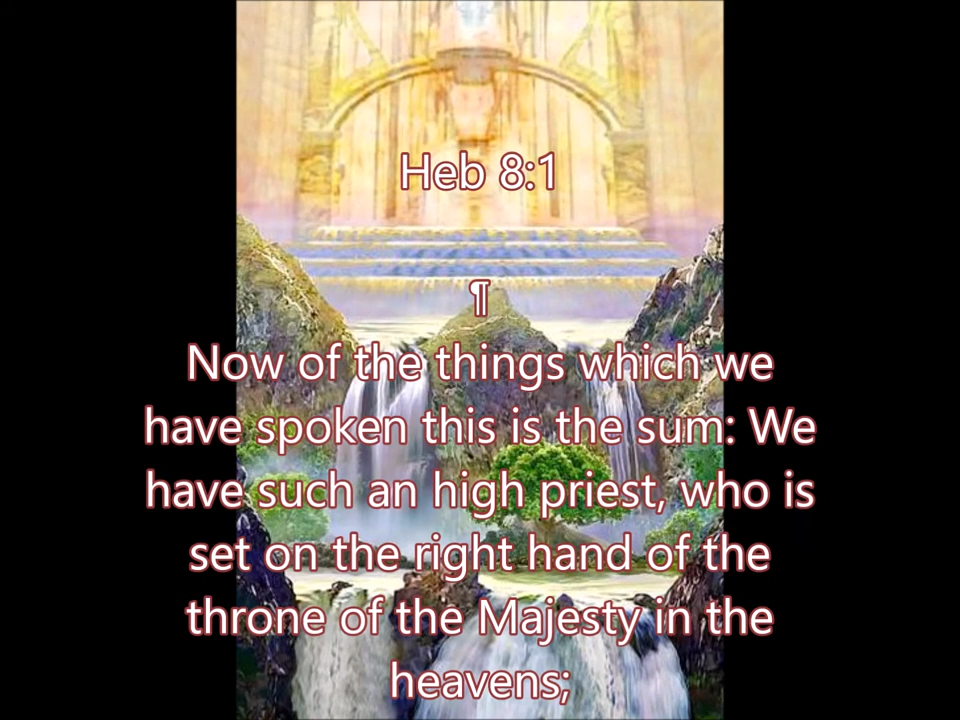 Heb 8:1
¶
Now of the things which we
have spoken this is the sum: We
have such an high priest, who is
set on the right hand of the
throne of the Majesty in the
heavens;